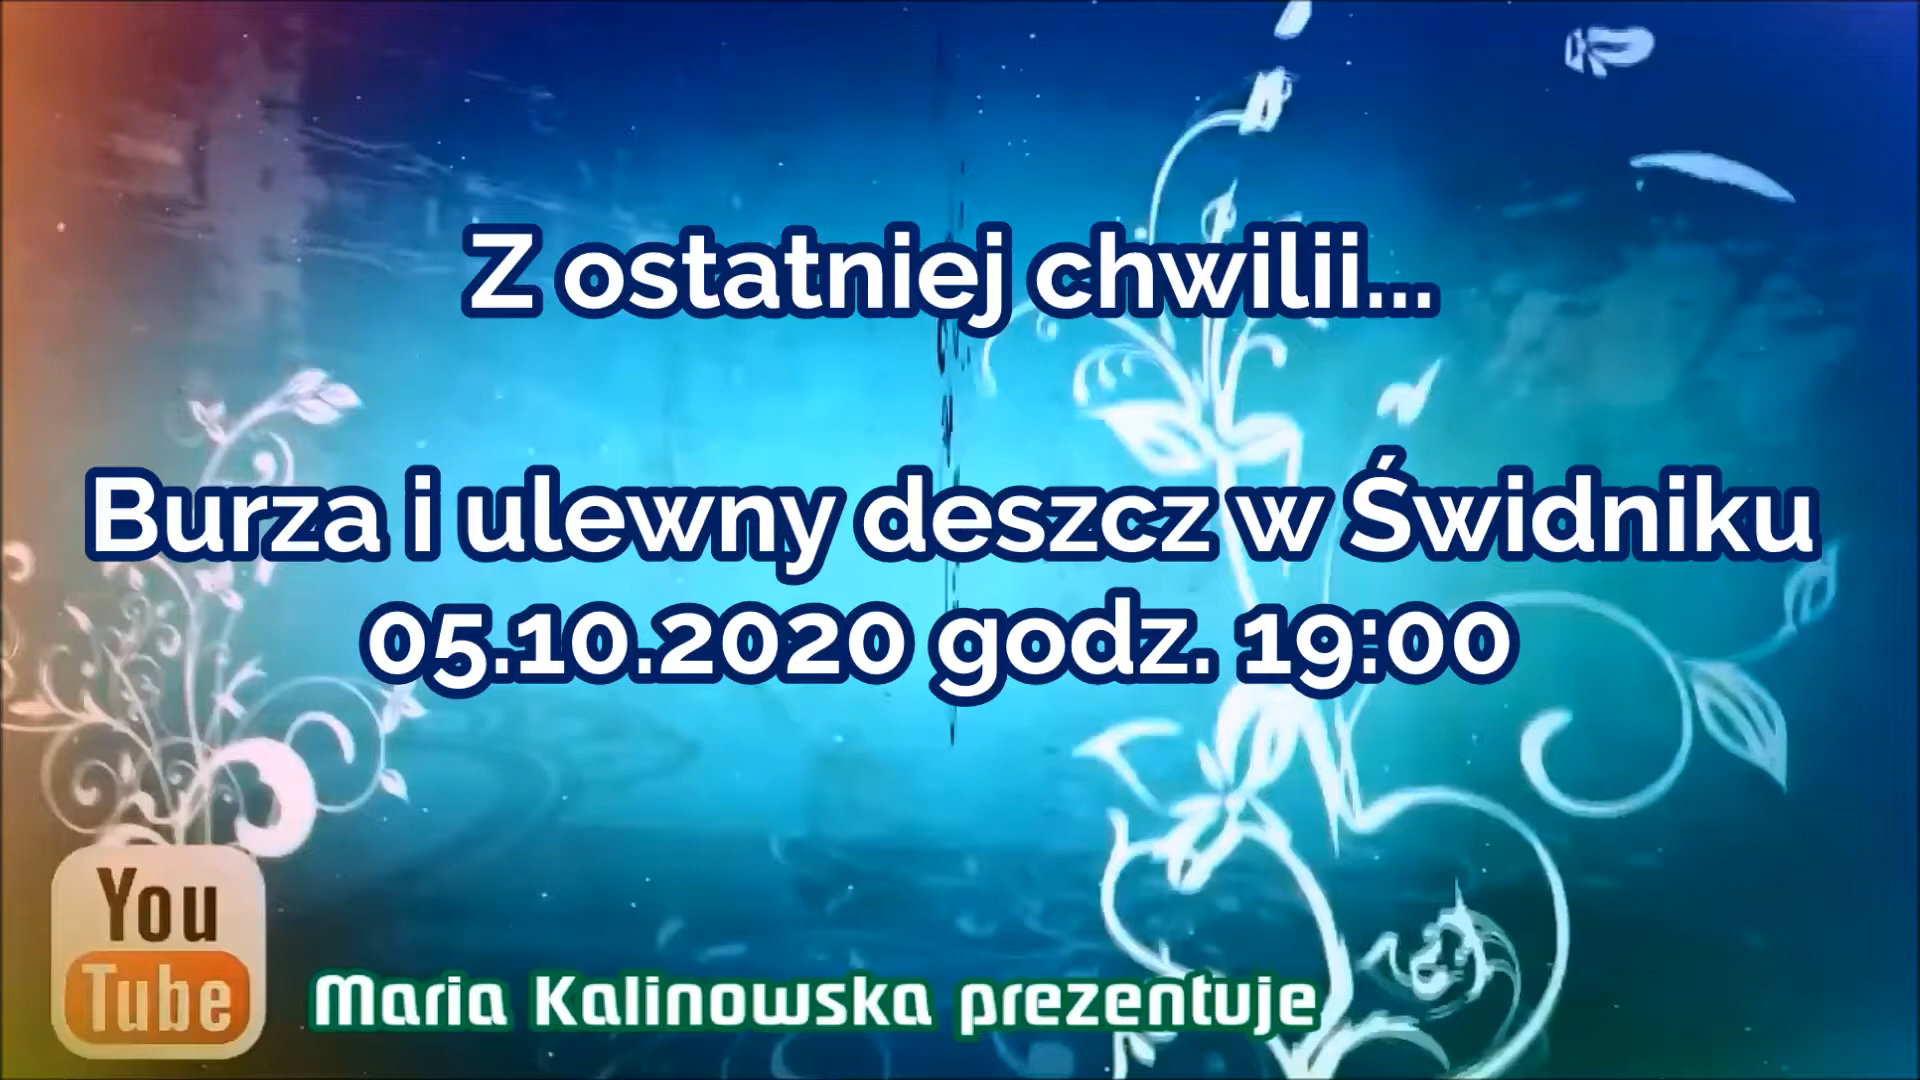 Z ostatniej chwilii...
Burza i ulewny deszcz w Świdniku
05.10.2020 godz. 19:00
You
Tube
Maria Kalinowska prezentuje